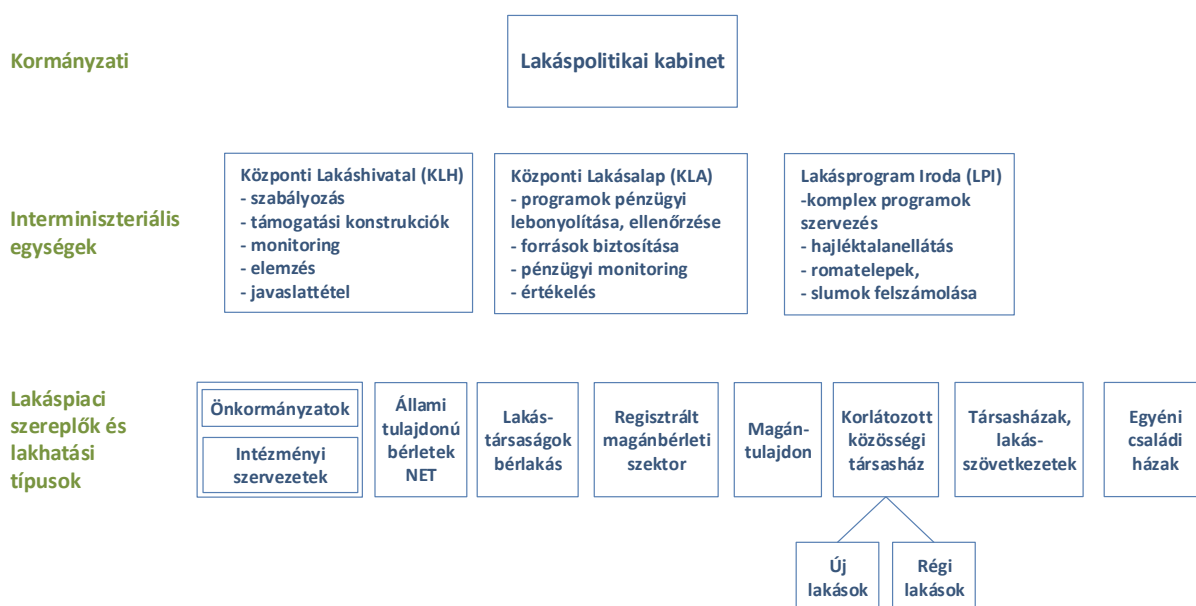 Kormányzati
Lakáspolitikai kabinet
Interminiszteriális
egységek
Központi Lakáshivatal (KLH)
- szabályozás
- támogatási konstrukciók
- monitoring
- elemzés
- javaslattétel
Központi Lakásalap (KLA)
- programok pénzügyi
lebonyolítása, ellenőrzése
- források biztosítása
- pénzügyi monitoring
- értékelés
Lakásprogram Iroda (LPI)
-komplex programok
szervezés
- hajléktalanellátás
- romatelepek,
- slumok felszámolása
Lakáspiaci
szereplők és
lakhatási
típusok
Önkormányzatok
Intézményi
szervezetek
Állami
tulajdonú
bérletek
NET
Lakás-
társaságok
bérlakás
Regisztrált
magánbérleti
szektor
Magán-
tulajdon
Korlátozott
közösségi
társasház
Társasházak,
lakás-
szövetkezetek
Egyéni
családi
házak
Új
lakások
Régi
lakások